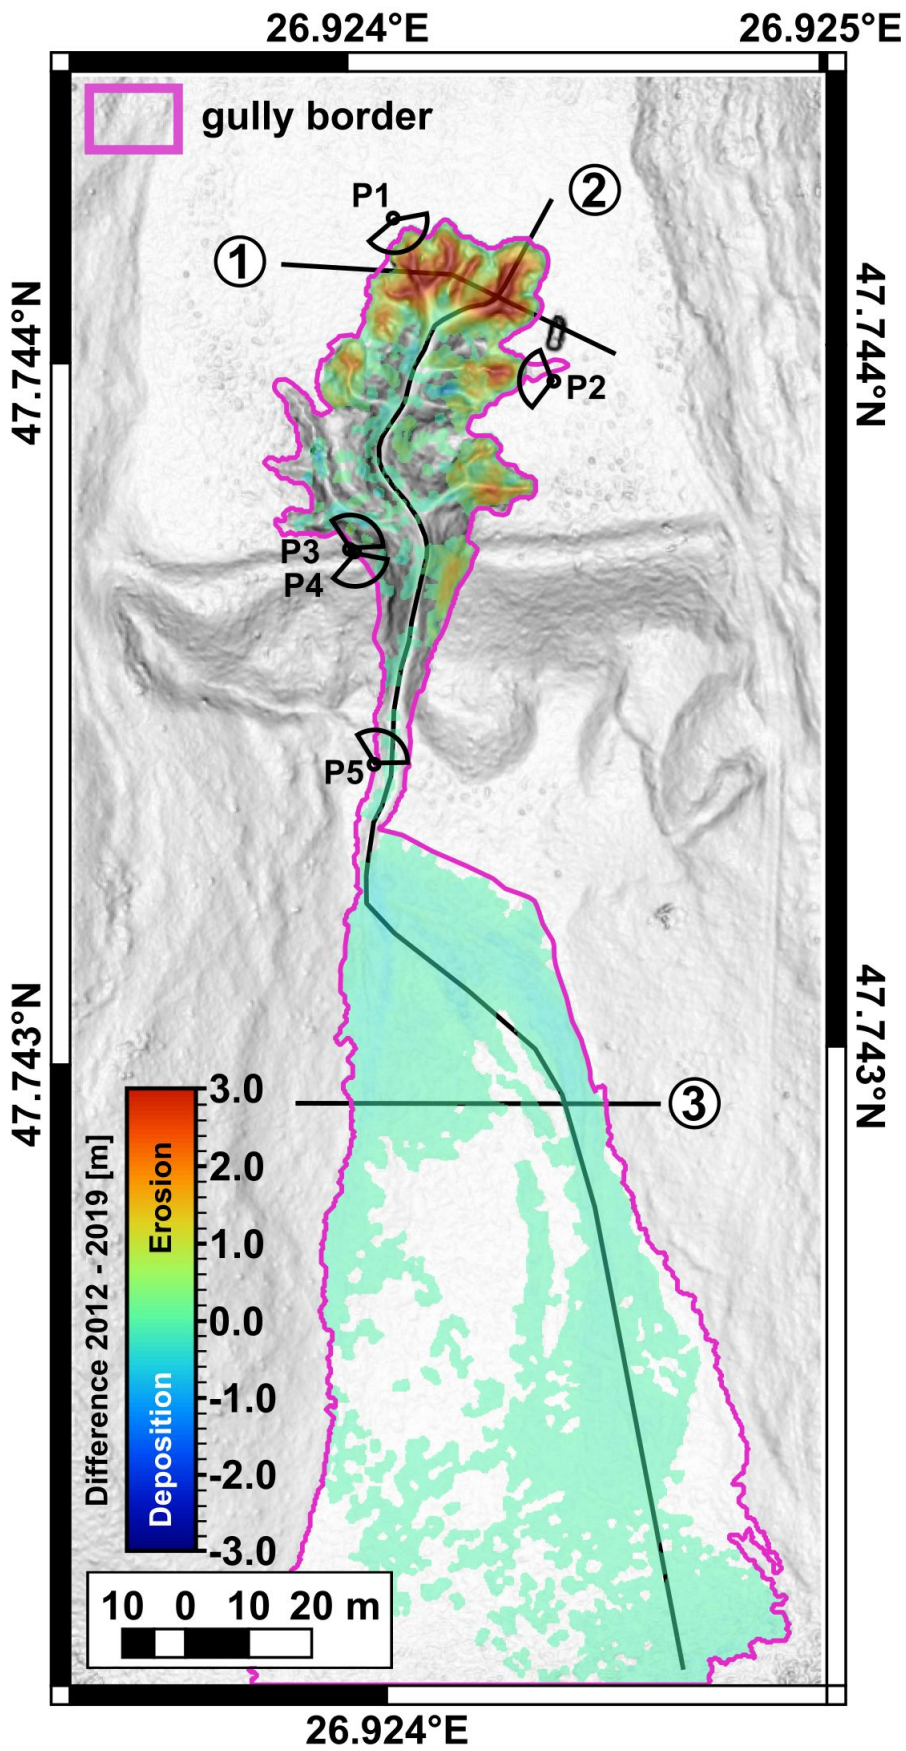 26.924°E
26.925°E
gully border
P1
2
1
47.744°N
47.744°N
P2
P3
P4
P5
47.743°N
47.743°N
3
Difference 2012 - 2019 [m]
Erosion
Deposition
3.0
2.0
1.0
0.0
-1.0
-2.0
-3.0
10 0 10 20 m
26.924°E